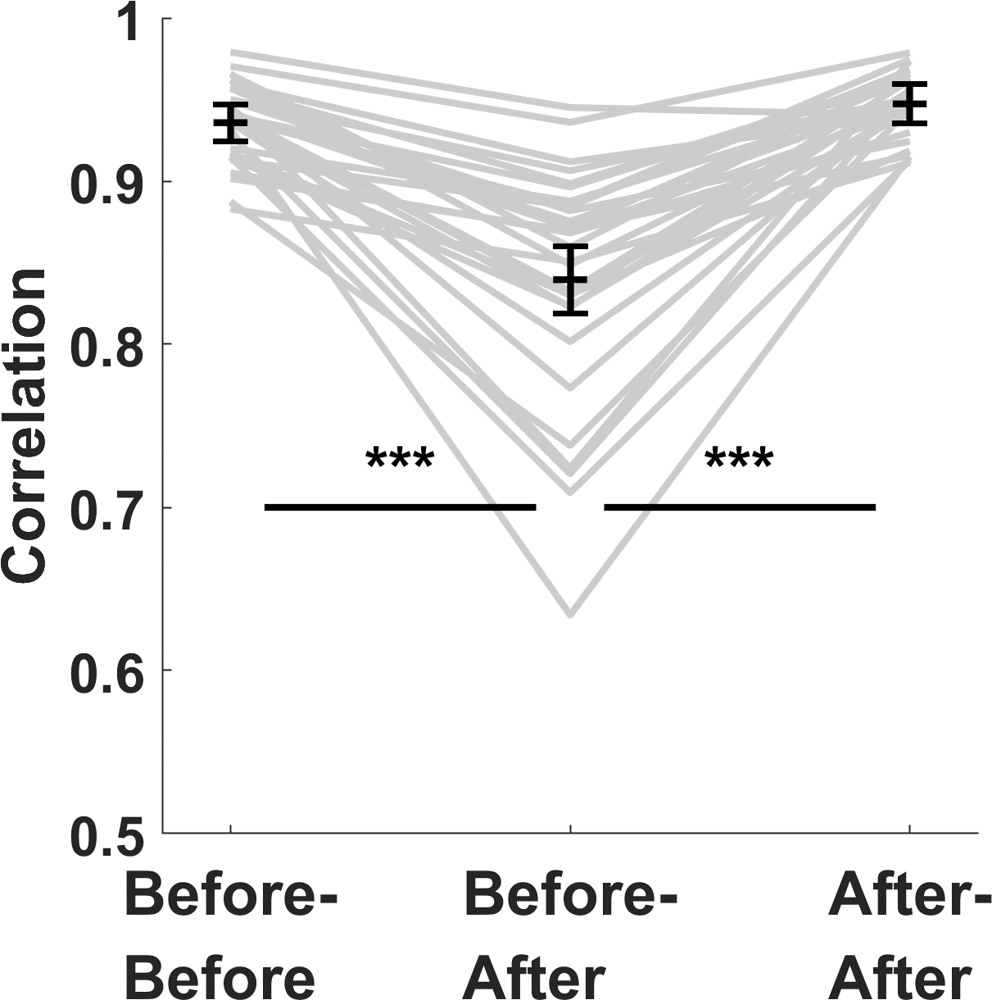 1
0.9
0.8
0.7
0.6
0.5
Correlation
*** ***
Before- Before- After-
Before After After